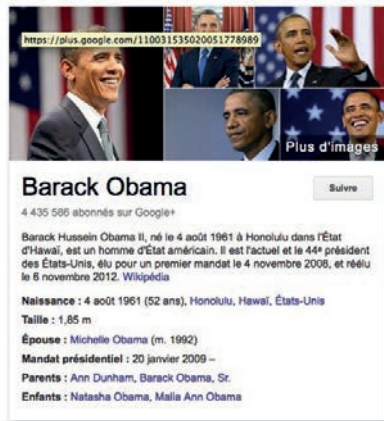 https://plus.google.com/110031535020051778989
Plus d'images
Barack Obama
Suivre
4 435 586 abonnés sur Google+
Barack Hussein Obama II, né le 4 août 1961 à Honolulu dans l'État
d'Hawaï, est un homme d'État américain. Il est l'actuel et le 44e président
des États-Unis, élu pour un premier mandat le 4 novembre 2008, et réélu
le 6 novembre 2012. Wikipédia
Naissance : 4 août 1961 (52 ans), Honolulu, Hawaï, États-Unis
Taille : 1,85 m
Épouse : Michelle Obama (m. 1992)
Mandat présidentiel : 20 janvier 2009 –
Parents : Ann Dunham, Barack Obama, Sr.
Enfants : Natasha Obama, Malia Ann Obama